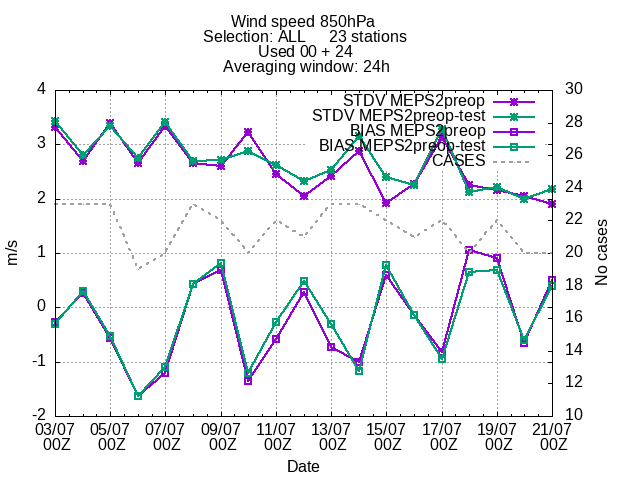 Wind speed 850hPa
Selection: ALL 23 stations
Used 00 + 24
Averaging window: 24h
STDV MEPS2preop
STDV MEPS2preop-test
BIAS MEPS2preop
BIAS MEPS2preop-test
CASES
4
3
2
1
0
-1
-2
m/s
30
28
26
24
22
20
18
16
14
12
10
No cases
03/07 05/07 07/07 09/07 11/07 13/07 15/07 17/07 19/07 21/07
00Z 00Z 00Z 00Z 00Z 00Z 00Z 00Z 00Z 00Z
Date